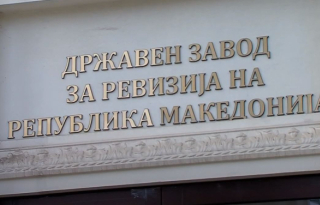 ДРЖАВЕН ЗАВОД
ЗА РЕВИЗИЈА НА
РЕПУБЛИКА МАКЕДОНИЈА